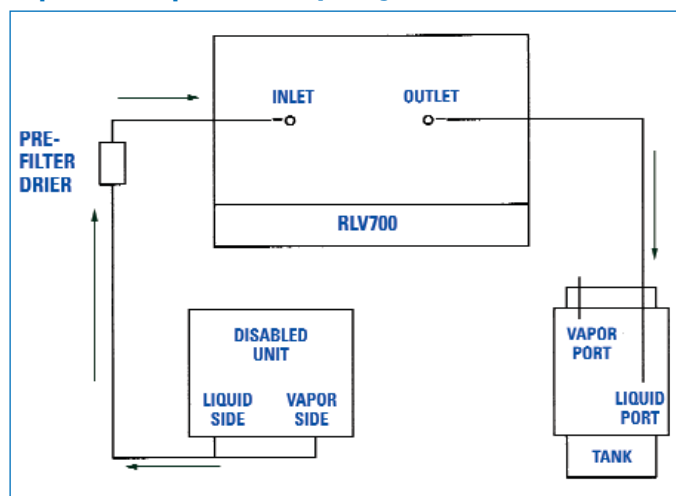 INLET
OUTLET
PRE-
FILTER
DRIER
RLV700
DISABLED
UNIT
LIQUID
SIDE
VAPOR
SIDE
VAPOR
PORT
LIQUID
PORT
TANK